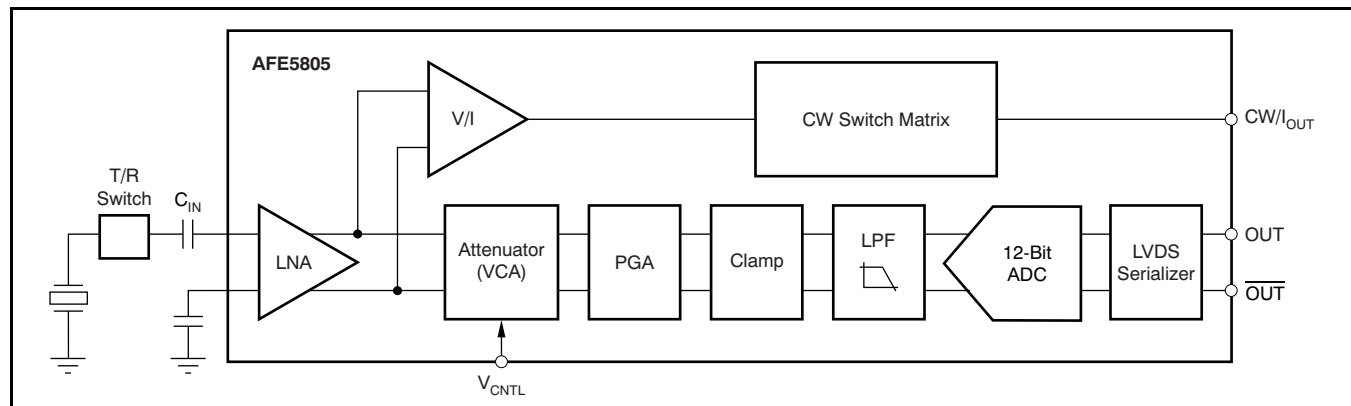 AFE5805
V/I
CW Switch Matrix
CW/IOUT
T/R
Switch
CIN
LNA
Attenuator
(VCA)
PGA
Clamp
LPF
12-Bit
ADC
LVDS
Serializer
OUT
OUT
VCNTL